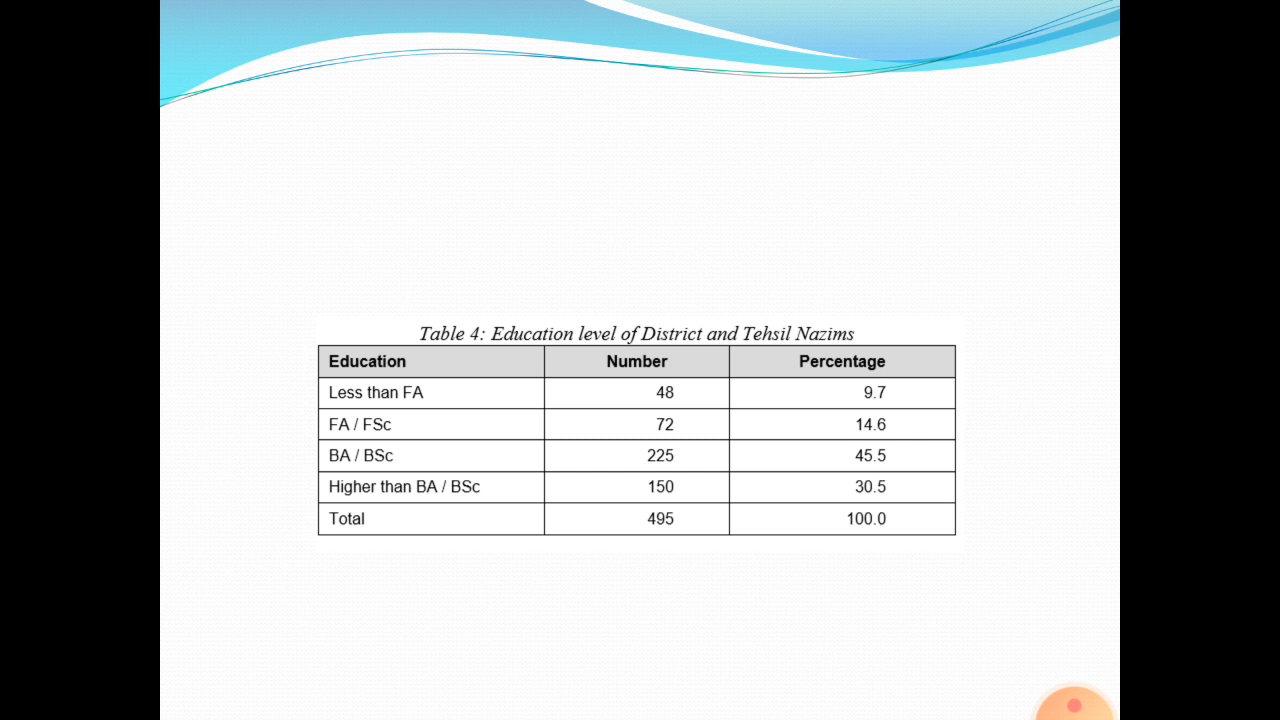 Table 4: Education level of District and Tehsil Nazims
Education Number Percentage
Less than FA 48 9.7
FA / FSc 72 14.6
BA / BSc 225 45.5
Higher than BA / BSc 150 30.5
Total 495 100.0